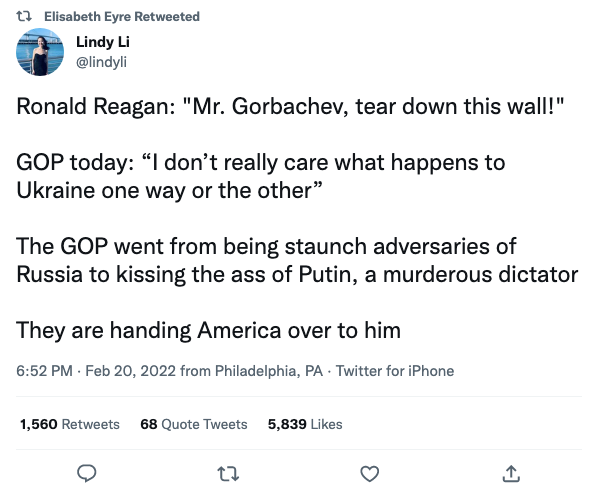 Elisabeth Eyre Retweeted
Lindy Li
@lindyli
Ronald Reagan: "Mr. Gorbachev, tear down this wall!"
GOP today: “I don’t really care what happens to
Ukraine one way or the other”
The GOP went from being staunch adversaries of
Russia to kissing the ass of Putin, a murderous dictator
They are handing America over to him
6:52 PM · Feb 20, 2022 from Philadelphia, PA · Twitter for iPhone
1,560 Retweets 68 Quote Tweets 5,839 Likes